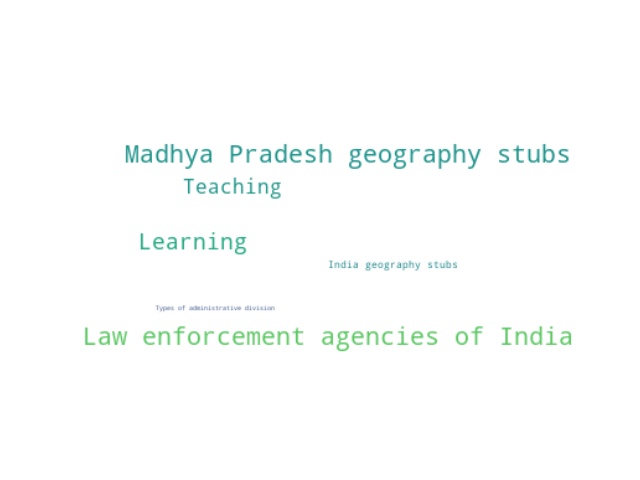 Madhya Pradesh geography stubs
Teaching
Learning
India geography stubs
Types of administrative division
Law enforcement agencies of India